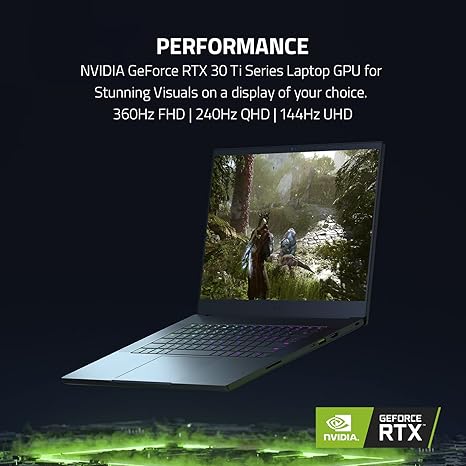 PERFORMANCE
NVIDIA GeForce RTX 30 Ti Series Laptop GPU for
Stunning Visuals on a display of your choice.
360Hz FHD | 240Hz QHD | 144Hz UHD
NVIDIA.
GEFORCE
RTX